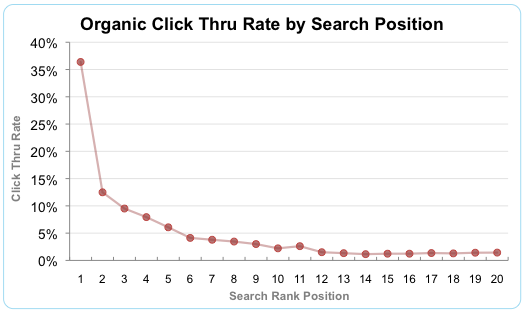 Organic Click Thru Rate by Search Position
40%
35%
30%
25%
20%
15%
10%
5%
0%
Click Thru Rate
1 2 3 4 5 6 7 8 9 10 11 12 13 14 15 16 17 18 19 20
Search Rank Position